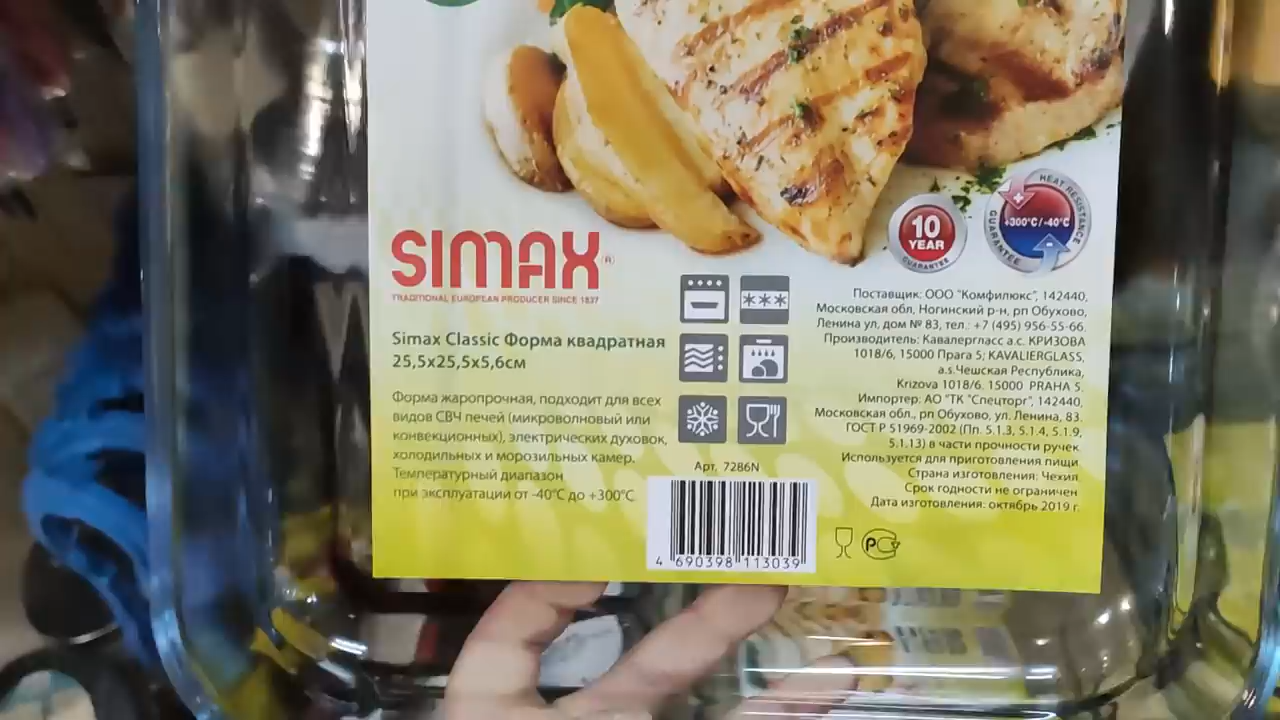 SIMAX®
TRADITIONAL EUROPEAN PRODUCER SINCE 1837
Simax Classic Форма квадратная
25,5x25,5x5,6см
Форма жаропрочная, подходит для всех
видов СВЧ печей (микроволновый или
конвекционных), электрических духовок,
холодильных и морозильных камер.
Температурный диапазон
при эксплуатации от -40°C до +300°C
Арт, 7286N
4 690398 113039
10
YEAR
GUARANTEE
HEAT RESISTANCE
+300°C/-40°C
GUARANTEE
Поставщик: ООО "Комфилюкс", 142440,
Московская обл, Ногинский р-н, рп Обухово,
Ленина ул, дом № 83, тел.: +7 (495) 956-55-66.
Производитель: Кавалергласс а.с. КРИЗОВА
1018/6, 15000 Прага 5; KAVALIERGLASS,
a.s.Чешская Республика,
Krizova 1018/6. 15000 PRAHA 5.
Импортер: АО "ТК "Спецторг", 142440,
Московская обл., рп Обухово, ул. Ленина, 83.
ГОСТ Р 51969-2002 (Пп. 5.1.3, 5.1.4, 5.1.9,
5.1.13) в части прочности ручек
Используется для приготовления пищи
Страна изготовления: Чехия
Срок годности не ограничен
Дата изготовления: октябрь 2019 г.